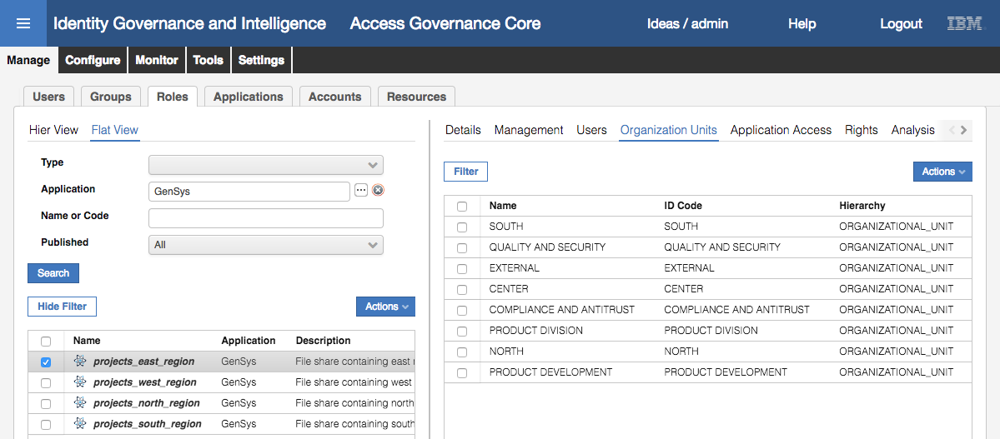 Identity Governance and Intelligence Access Governance Core Ideas / admin Help Logout IBM
Manage Configure Monitor Tools Settings
Users Groups Roles Applications Accounts Resources
Hier View Flat View
Type
Application GenSys ...
Name or Code
Published All
Search
Hide Filter Actions
Name Application Description
projects_east_region GenSys File share containing east r
projects_west_region GenSys File share containing west
projects_north_region GenSys File share containing north
projects_south_region GenSys File share containing south
Details Management Users Organization Units Application Access Rights Analysis
Filter Actions
Name ID Code Hierarchy
SOUTH SOUTH ORGANIZATIONAL_UNIT
QUALITY AND SECURITY QUALITY AND SECURITY ORGANIZATIONAL_UNIT
EXTERNAL EXTERNAL ORGANIZATIONAL_UNIT
CENTER CENTER ORGANIZATIONAL_UNIT
COMPLIANCE AND ANTITRUST COMPLIANCE AND ANTITRUST ORGANIZATIONAL_UNIT
PRODUCT DIVISION PRODUCT DIVISION ORGANIZATIONAL_UNIT
NORTH NORTH ORGANIZATIONAL_UNIT
PRODUCT DEVELOPMENT PRODUCT DEVELOPMENT ORGANIZATIONAL_UNIT